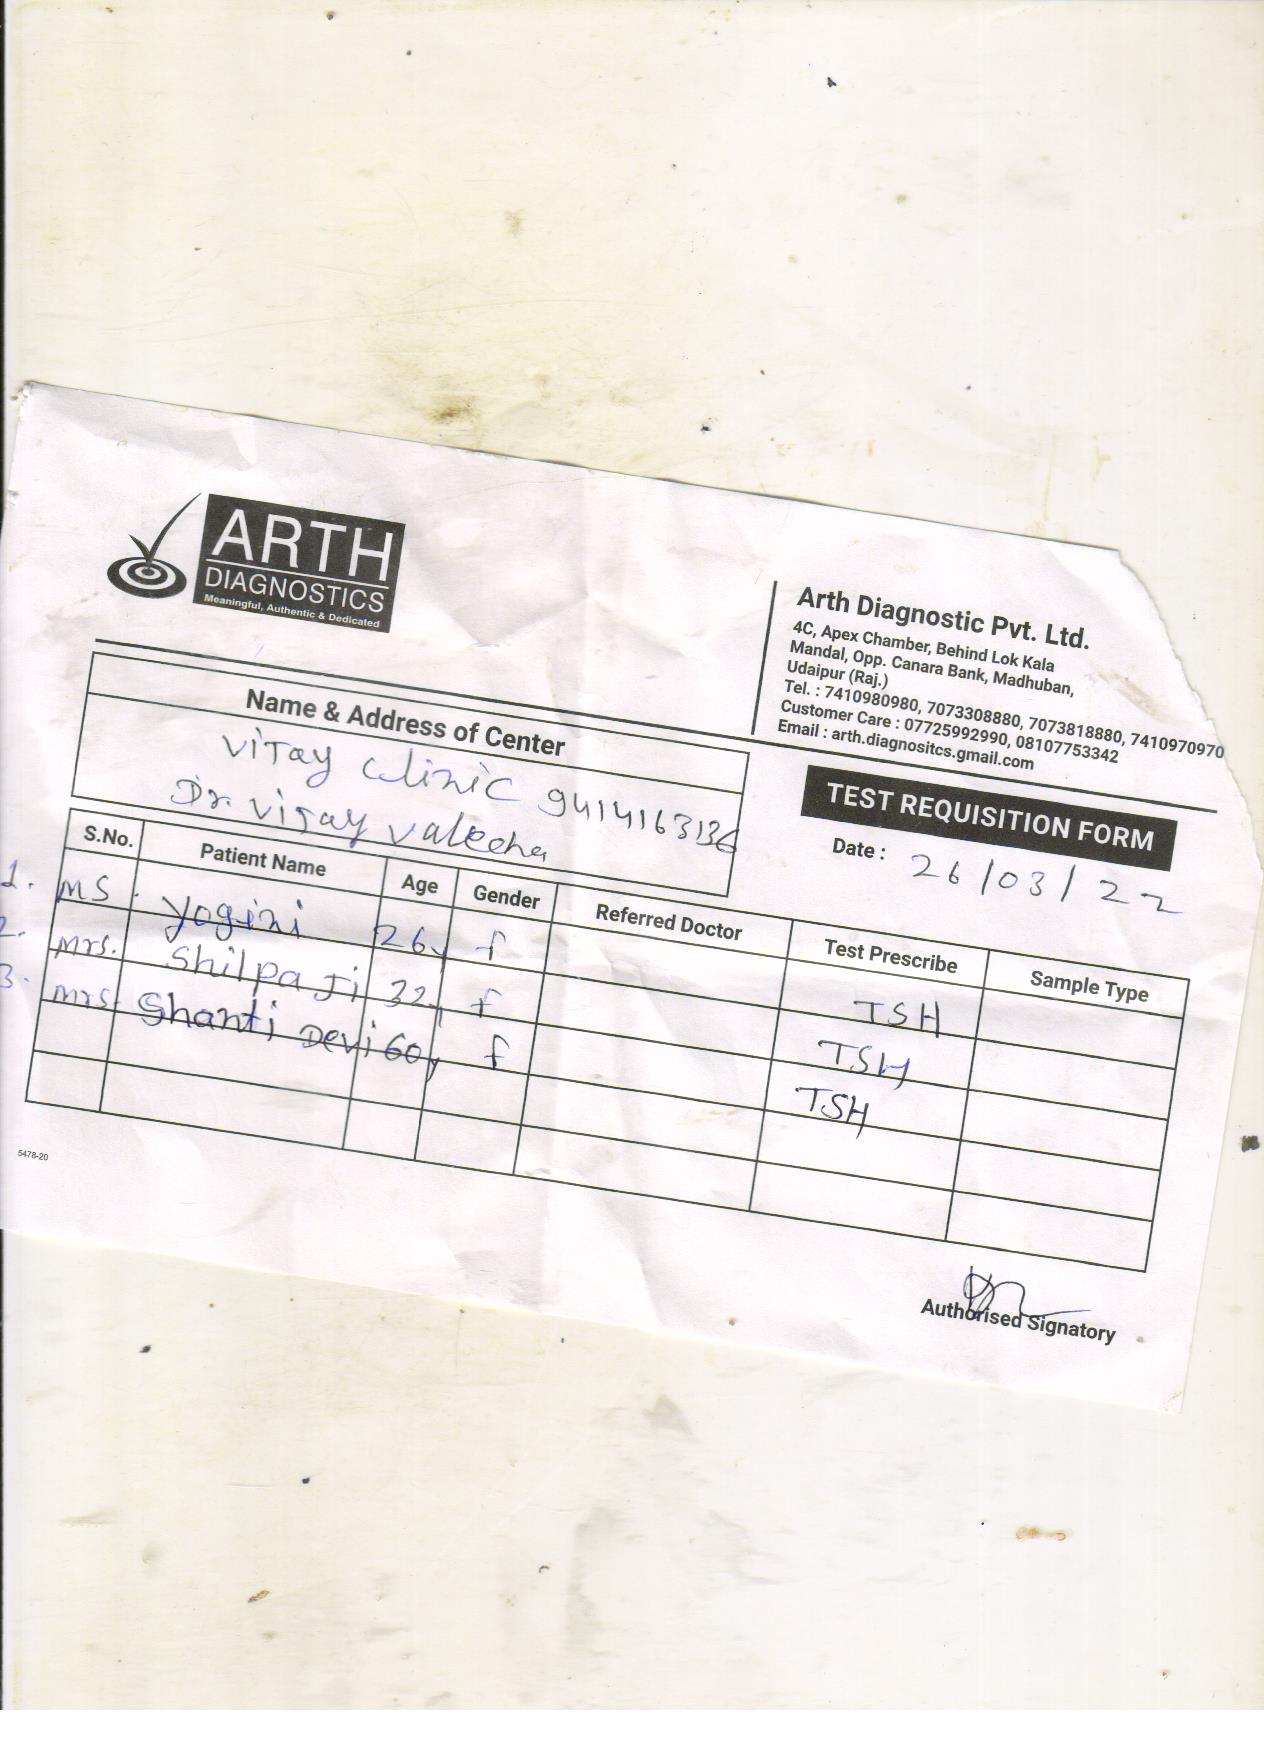 ARTH
DIAGNOSTICS
Meaningful, Authentic & Dedicated
Arth Diagnostic Pvt. Ltd.
4C, Apex Chamber, Behind Lok Kala
Mandal, Opp. Canara Bank, Madhuban,
Udaipur (Raj.)
Tel. : 7410980980, 7073308880, 7073818880, 7410970970
Customer Care : 07725992990, 08107753342
Email : arth.diagnositcs.gmail.com
Name & Address of Center
Vijay Clinic 9414163136
Dr. Vijay Valecha
TEST REQUISITION FORM
Date : 26/03/22
S.No. Patient Name Age Gender Referred Doctor Test Prescribe Sample Type
1. MS. Yogini 26y f TSH
2. Mrs. Shilpa Ji 32y f TSH
3. Mrs. Shanti Devi 60y f TSH
5478-20
Authorised Signatory